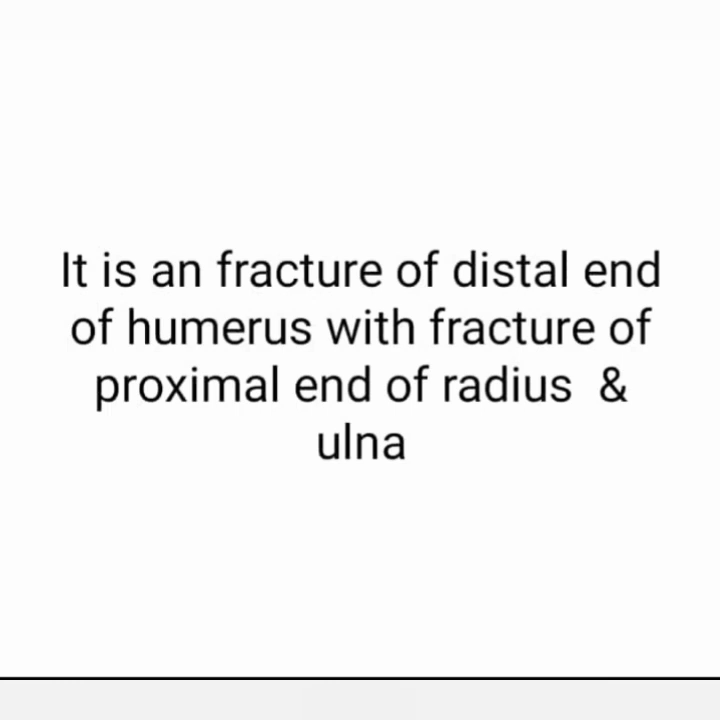 It is an fracture of distal end
of humerus with fracture of
proximal end of radius  &
ulna